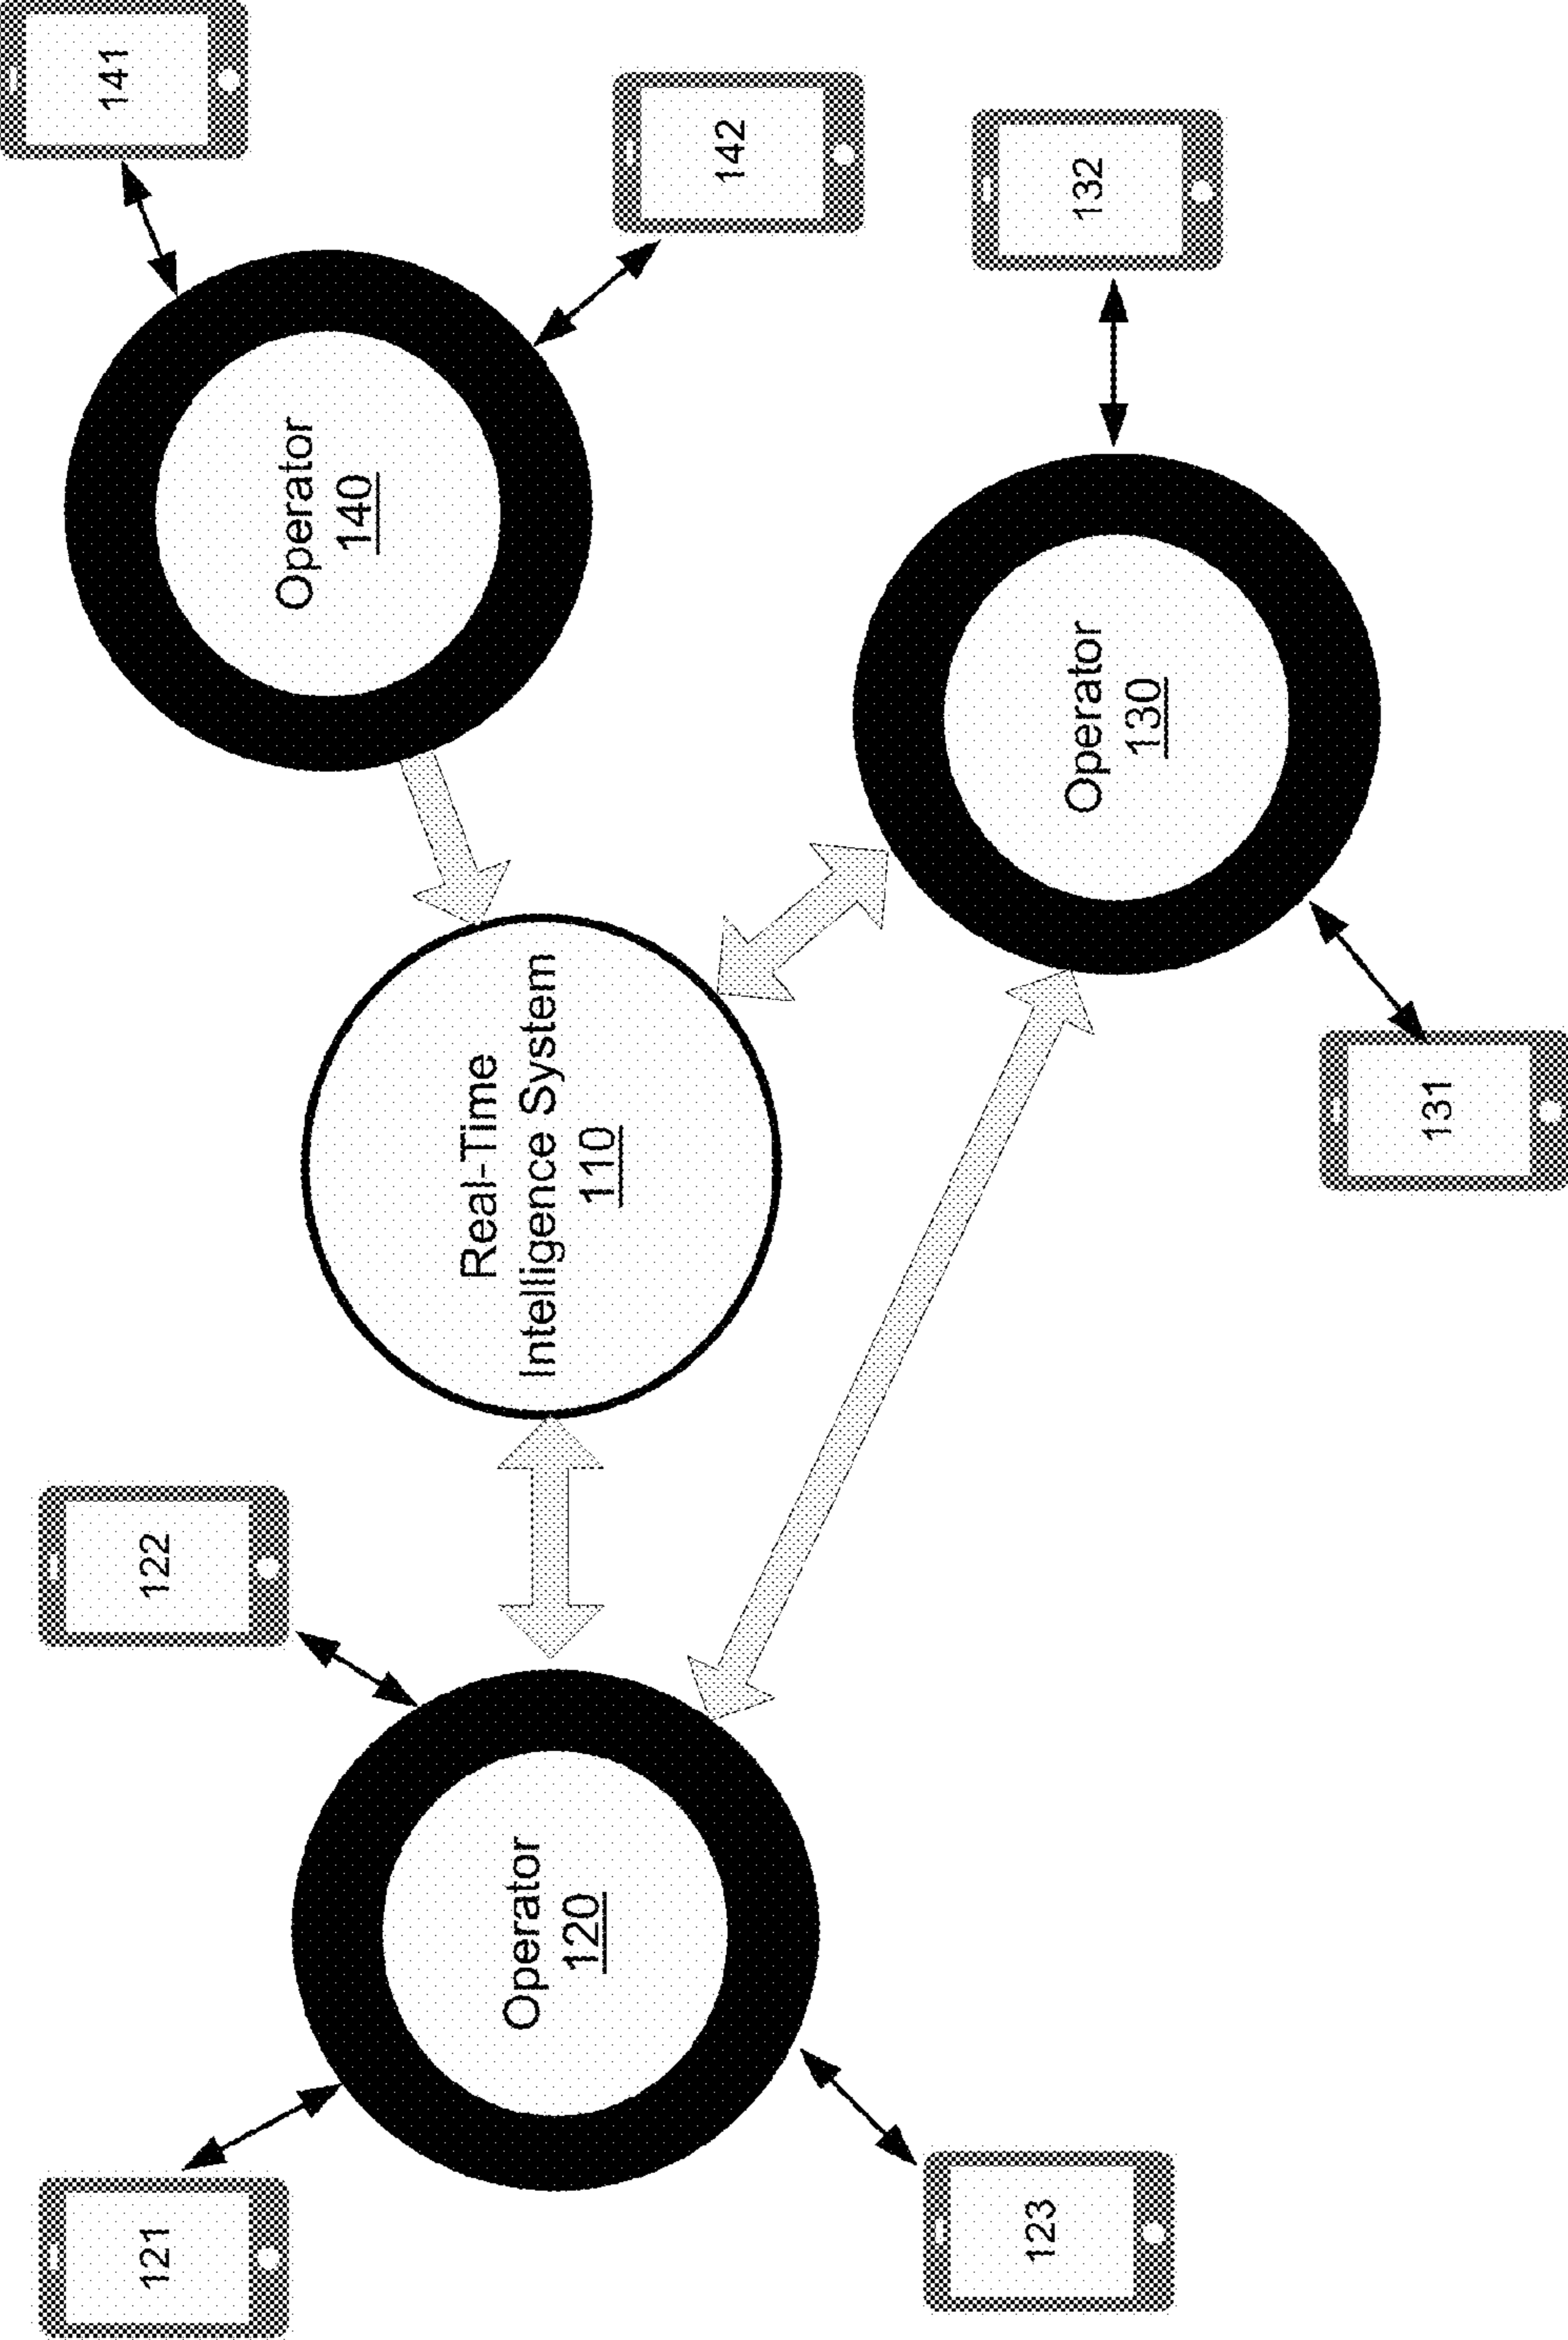 121
122
Operator
120
123
Real-Time
Intelligence System
110
Operator
140
141
142
Operator
130
131
132